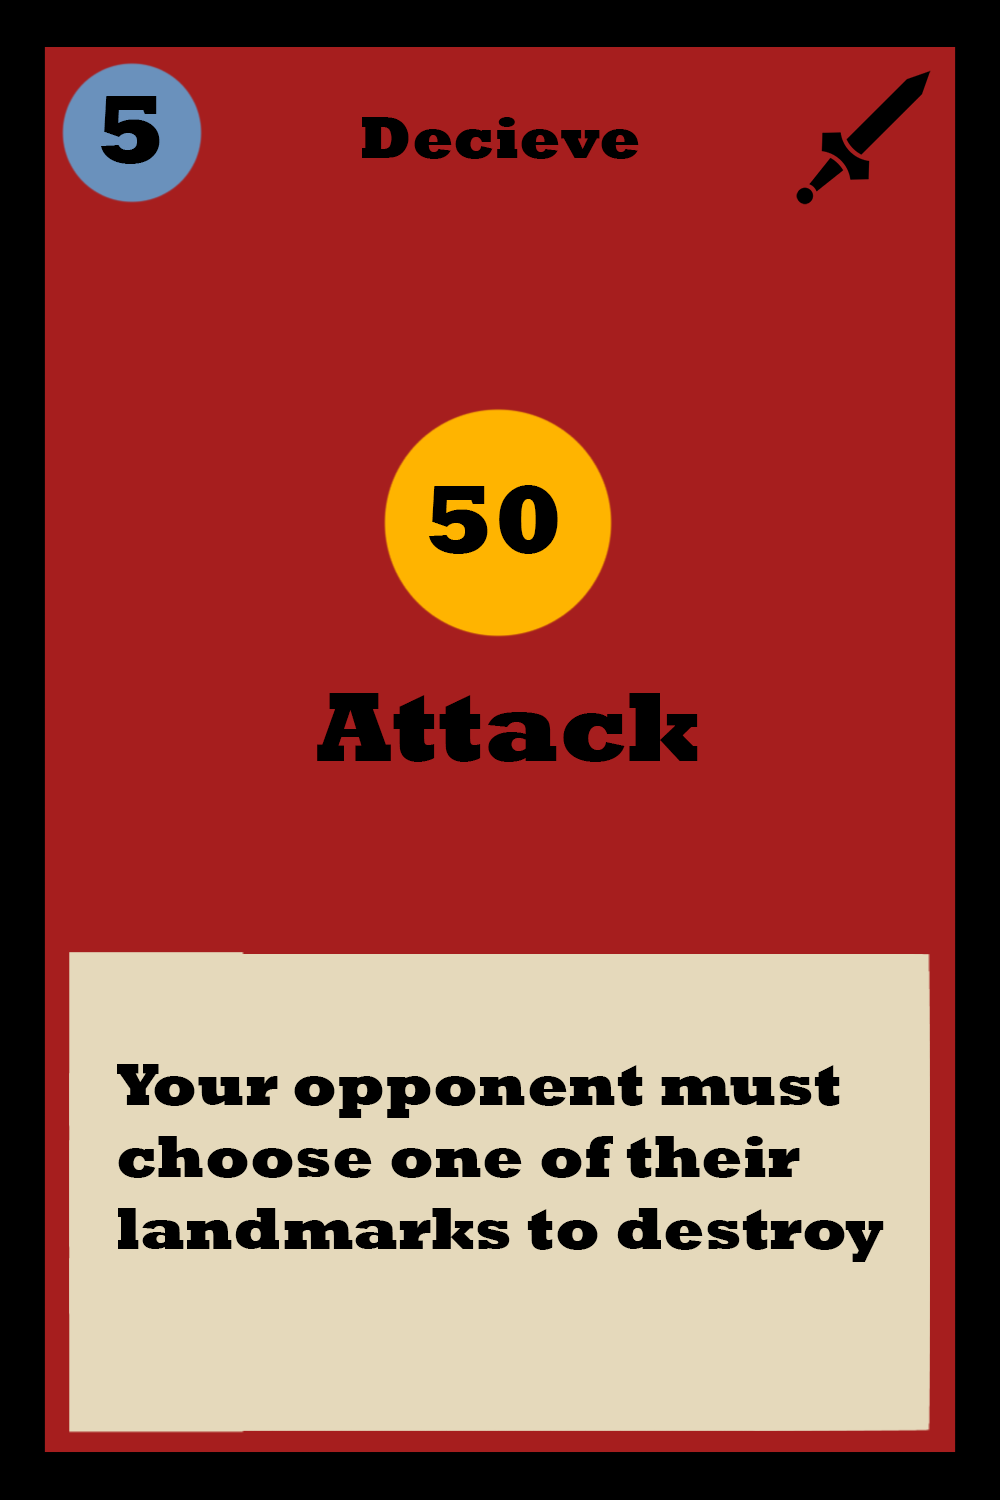 5
Decieve
50
Attack
Your opponent must
choose one of their
landmarks to destroy